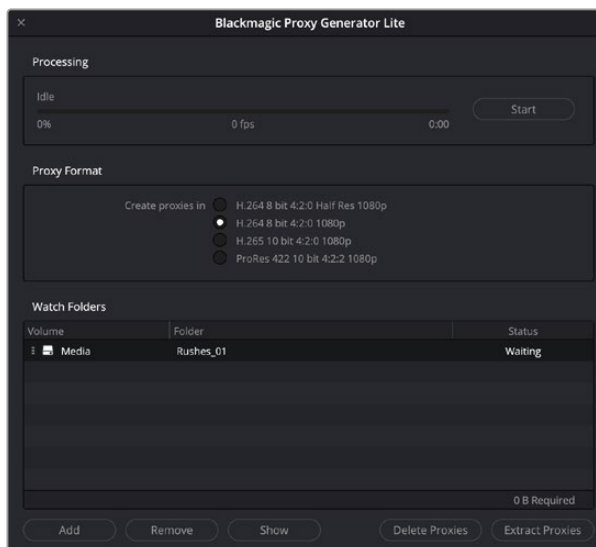 Blackmagic Proxy Generator Lite
Processing
Idle
0% 0 fps 0:00
Start
Proxy Format
Create proxies in H.264 8 bit 4:2:0 Half Res 1080p
H.264 8 bit 4:2:0 1080p
H.265 10 bit 4:2:0 1080p
ProRes 422 10 bit 4:2:2 1080p
Watch Folders
Volume Folder Status
Media Rushes_01 Waiting
0 B Required
Add Remove Show Delete Proxies Extract Proxies